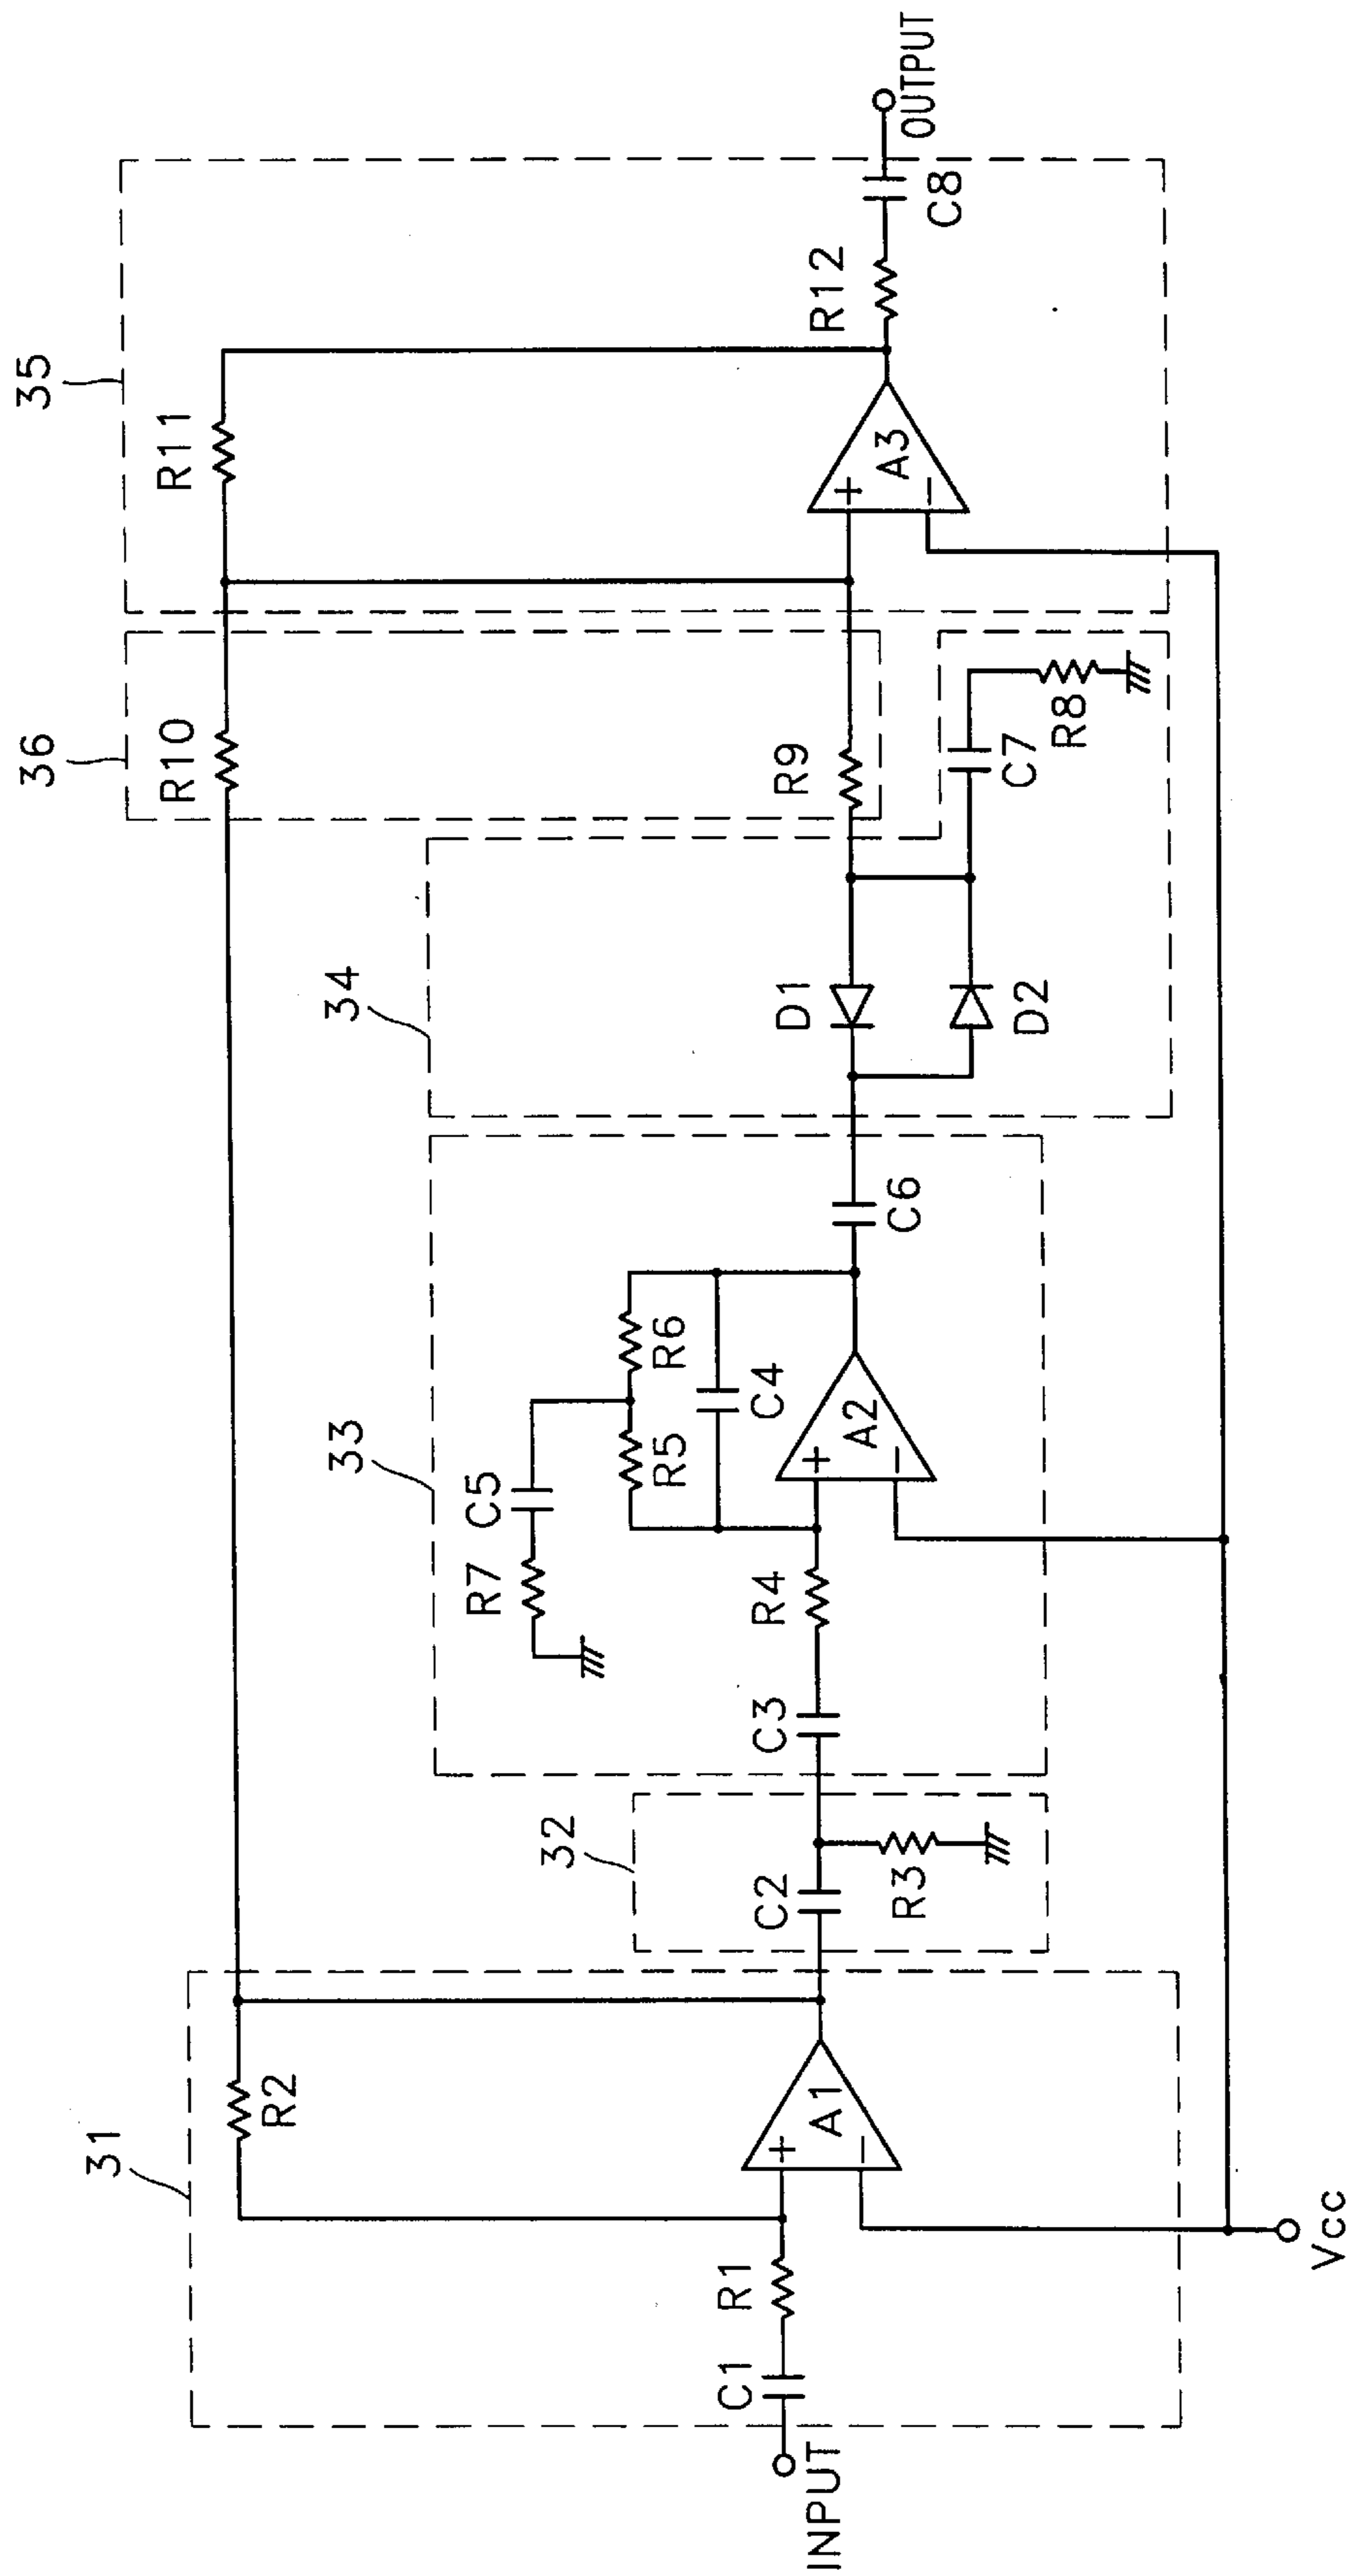 35
36
34
33
32
31
R11
R10
R2
R12
C8
OUTPUT
A3
+
−
R9
C7
R8
D1
D2
C6
R6
R5
C4
C5
R7
A2
+
−
R4
C3
C2
R3
A1
+
−
R1
C1
INPUT
Vcc